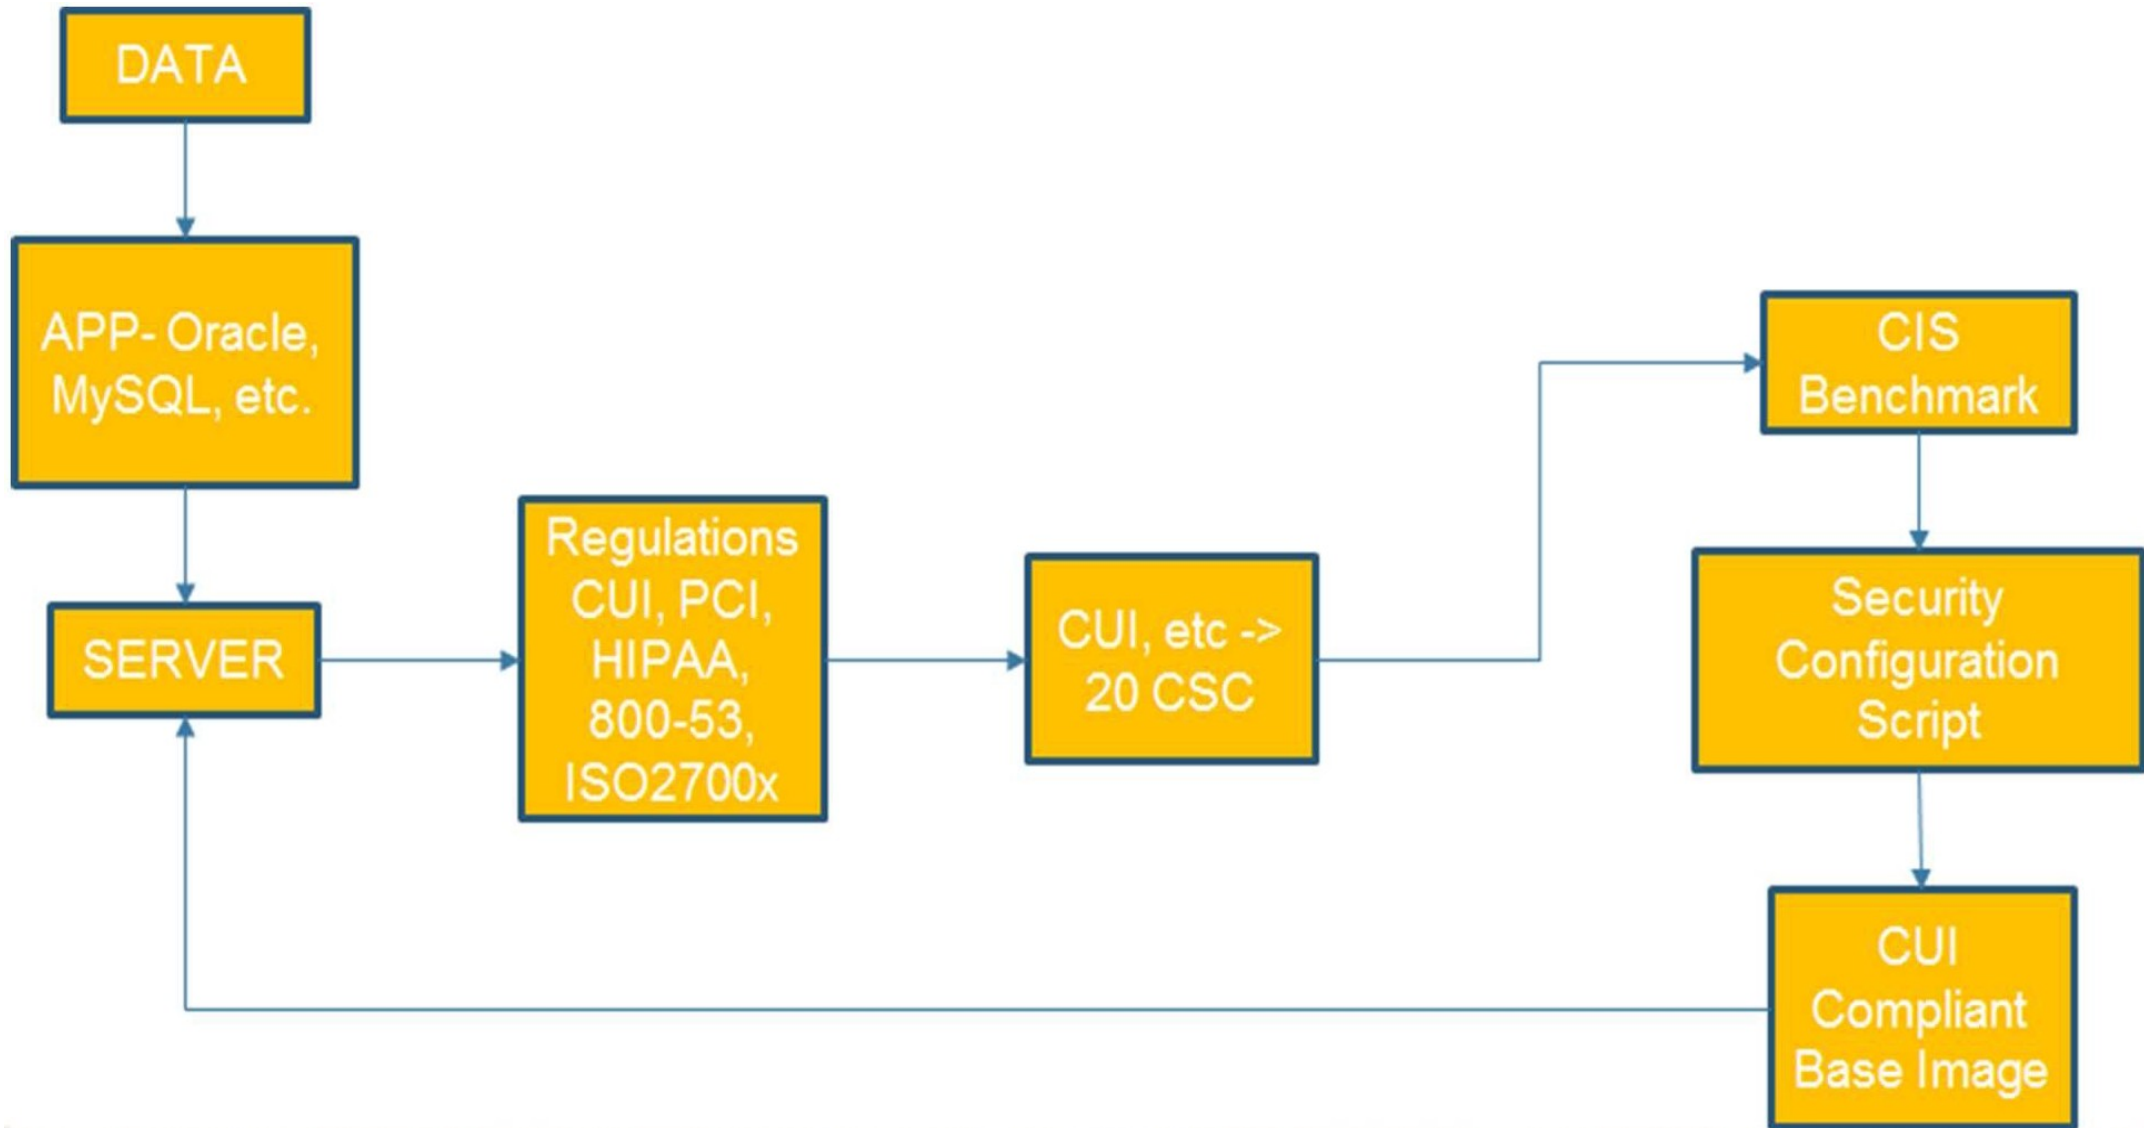 DATA
APP- Oracle,
MySQL, etc.
SERVER
Regulations
CUI, PCI,
HIPAA,
800-53,
ISO2700x
CUI, etc ->
20 CSC
CIS
Benchmark
Security
Configuration
Script
CUI
Compliant
Base Image